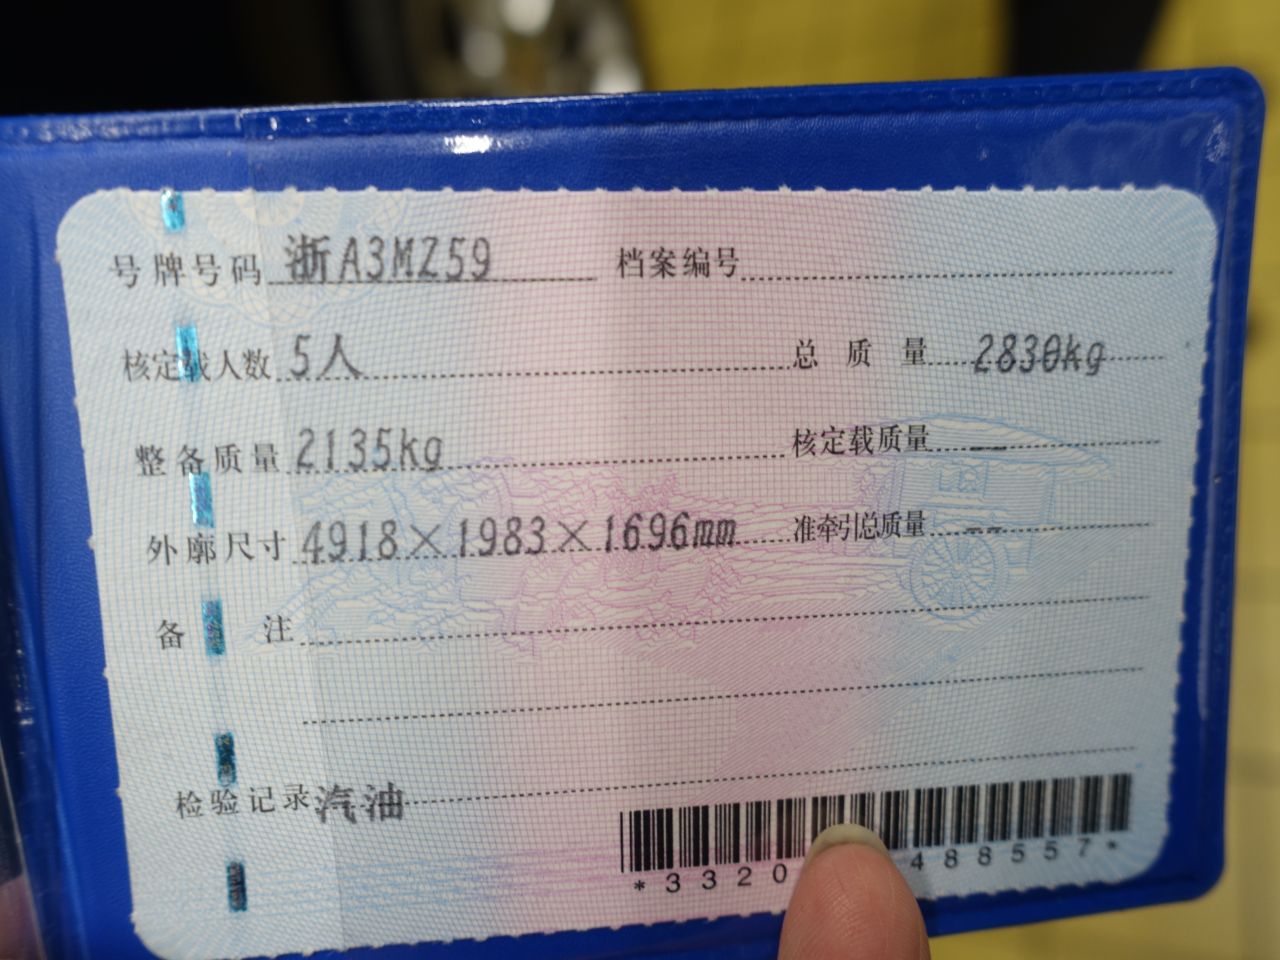 号牌号码 浙A3MZ59 档案编号
核定载人数 5人 总质量 2830kg
整备质量 2135kg 核定载质量 --
外廓尺寸 4918×1983×1696mm 准牵引总质量 --
备注
检验记录 汽油
*3320 488557*